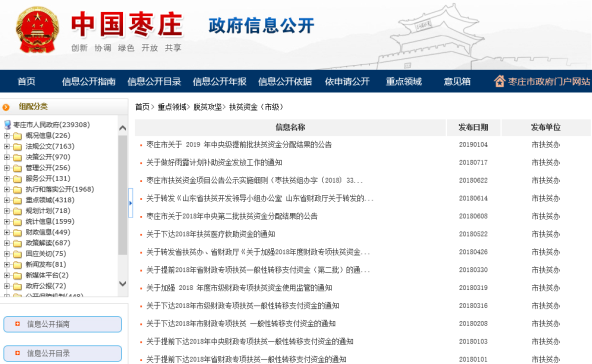 中国枣庄
政府信息公开
创新 协调 绿色 开放 共享
首页 信息公开指南 信息公开目录 信息公开年报 信息公开依据 依申请公开 重点领域 意见箱 枣庄市政府门户网站
组配分类
首页> 重点领域> 脱贫攻坚> 扶贫资金（市级）
枣庄市人民政府(239308)
概况信息(226)
法规公文(7163)
决策公开(970)
管理公开(256)
服务公开(131)
执行和落实公开(1968)
重点领域(4318)
规划计划(718)
统计信息(1599)
财政信息(449)
政策解读(687)
回应关切(75)
新闻发布(81)
新媒体平台(2)
政府公报(72)
信息公开指南
信息公开目录
信息名称 发布日期 发布单位
枣庄市关于 2019 年中央级提前批扶贫资金分配结果的公告 20190104 市扶贫办
关于做好雨露计划补助资金发放工作的通知 20180717 市扶贫办
枣庄市扶贫资金项目公告公示实施细则（枣扶贫组办字〔2018〕33... 20180622 市扶贫办
关于转发《山东省扶贫开发领导小组办公室 山东省财政厅关于转发的... 20180614 市扶贫办
枣庄市关于2018年中央第二批扶贫资金分配结果的公告 20180608 市扶贫办
关于下达2018年扶贫医疗救助资金的通知 20180522 市扶贫办
关于转发省扶贫办、省财政厅《关于加强2018年度财政专项扶贫资金... 20180426 市扶贫办
关于提前2018年省财政专项扶贫一般性转移支付资金（第二批）的通... 20180330 市扶贫办
关于加强 2018 年度市级财政专项扶贫资金使用监管的通知 20180319 市扶贫办
关于下达2018年市级财政专项扶贫一般性转移支付资金的通知 20180316 市扶贫办
关于下达2018年市财政专项扶贫 一般性转移支付资金的通知 20180208 市扶贫办
关于提前下达2018年中央财政专项扶贫一般性转移支付资金的通知 20180103 市扶贫办
关于提前下达2018年省财政专项扶贫一般性转移支付资金的通知 20180101 市扶贫办